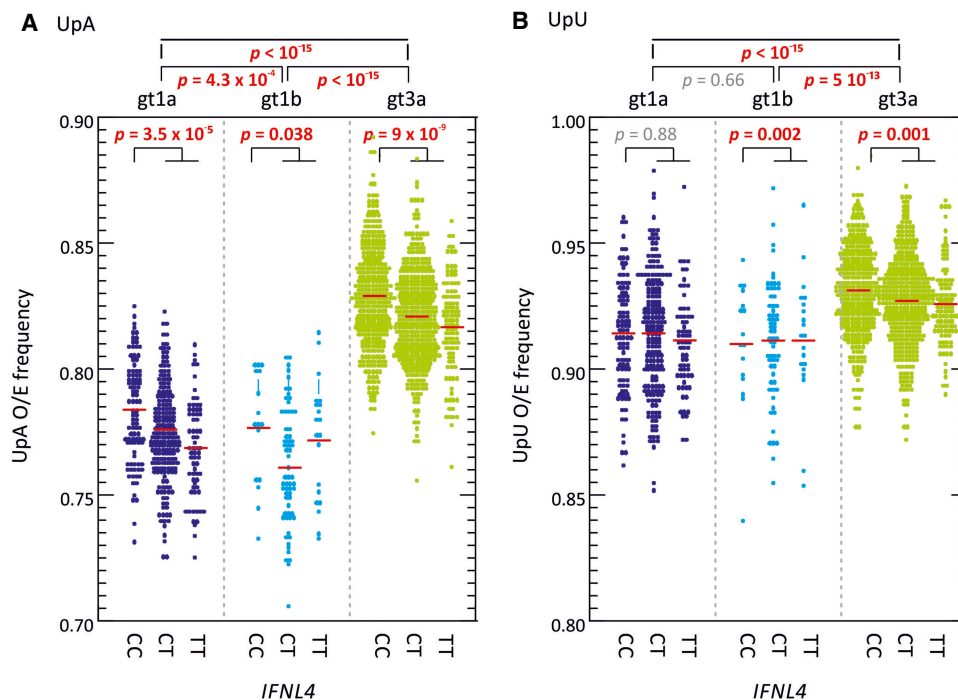 A UpA
p < 10⁻¹⁵
p = 4.3 x 10⁻⁴ p < 10⁻¹⁵
gt1a gt1b gt3a
p = 3.5 x 10⁻⁵ p = 0.038 p = 9 x 10⁻⁹
0.90
0.85
0.80
0.75
0.70
UpA O/E frequency
CC CT TT CC CT TT CC CT TT
IFNL4
B UpU
p < 10⁻¹⁵
p = 0.66 p = 5 10⁻¹³
gt1a gt1b gt3a
p = 0.88 p = 0.002 p = 0.001
1.00
0.95
0.90
0.85
0.80
UpU O/E frequency
CC CT TT CC CT TT CC CT TT
IFNL4